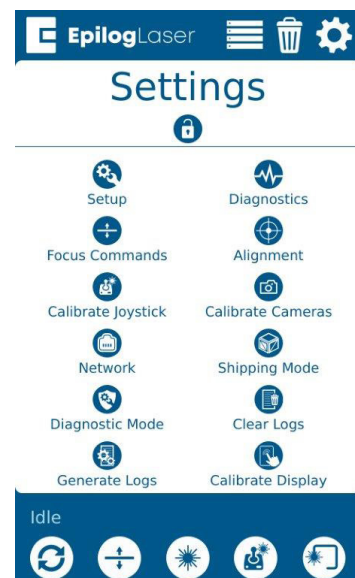 EpilogLaser
Settings
Setup Diagnostics
Focus Commands Alignment
Calibrate Joystick Calibrate Cameras
Network Shipping Mode
Diagnostic Mode Clear Logs
Generate Logs Calibrate Display
Idle